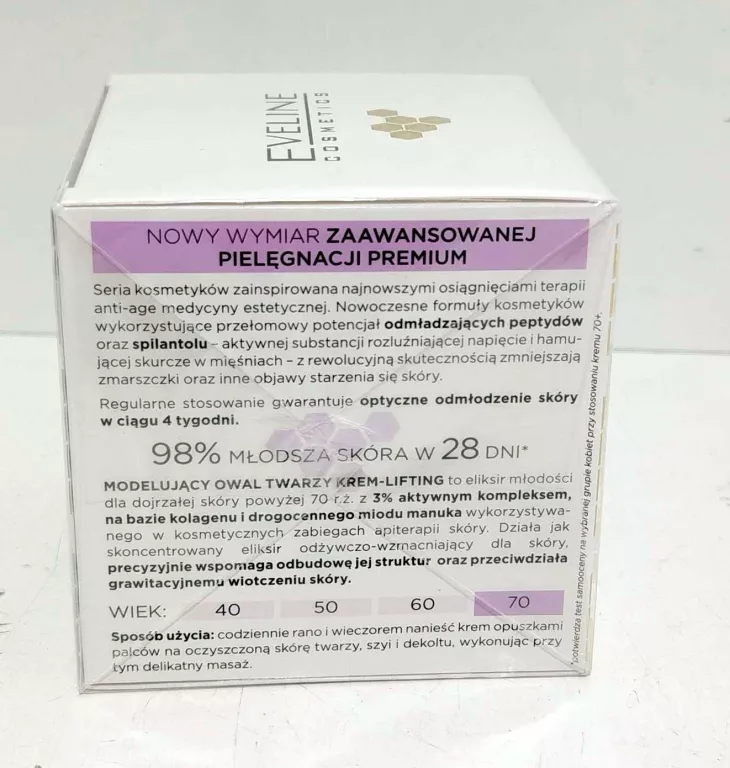 EVELINE
COSMETICS
NOWY WYMIAR ZAAWANSOWANEJ
PIELĘGNACJI PREMIUM
Seria kosmetyków zainspirowana najnowszymi osiągnięciami terapii
anti-age medycyny estetycznej. Nowoczesne formuły kosmetyków
wykorzystujące przełomowy potencjał odmładzających peptydów
oraz spilantolu – aktywnej substancji rozluźniającej napięcie i hamu-
jącej skurcze w mięśniach – z rewolucyjną skutecznością zmniejszają
zmarszczki oraz inne objawy starzenia się skóry.
Regularne stosowanie gwarantuje optyczne odmłodzenie skóry
w ciągu 4 tygodni.
98% MŁODSZA SKÓRA W 28 DNI*
MODELUJĄCY OWAL TWARZY KREM-LIFTING to eliksir młodości
dla dojrzałej skóry powyżej 70 r.ż. z 3% aktywnym kompleksem,
na bazie kolagenu i drogocennego miodu manuka wykorzystywa-
nego w kosmetycznych zabiegach apiterapii skóry. Działa jak
skoncentrowany eliksir odżywczo-wzmacniający dla skóry,
precyzyjnie wspomaga odbudowę jej struktur oraz przeciwdziała
grawitacyjnemu wiotczeniu skóry.
WIEK: 40 50 60 70
Sposób użycia: codziennie rano i wieczorem nanieść krem opuszkami
palców na oczyszczoną skórę twarzy, szyi i dekoltu, wykonując przy
tym delikatny masaż.
*potwierdza test samooceny na wybranej grupie kobiet przy stosowaniu kremu 70+.